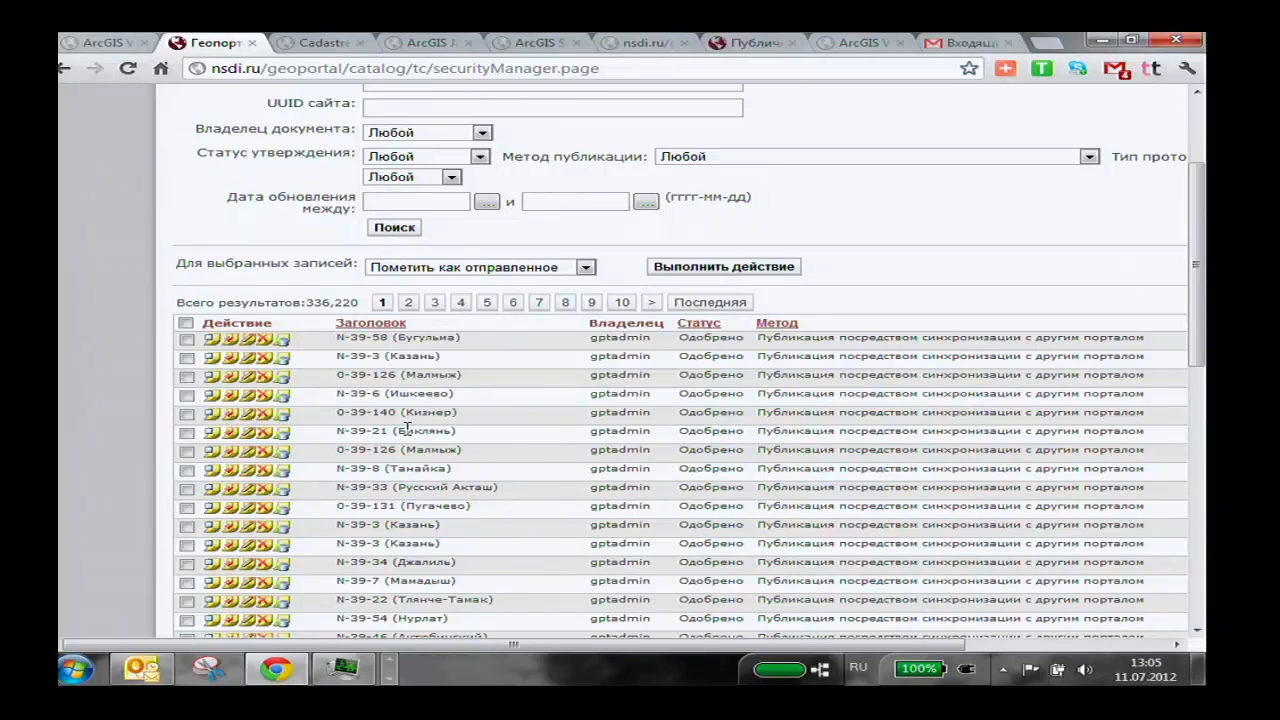 ArcGIS V
Геопорт
Cadastre
ArcGIS
ArcGIS S
nsdi.ru/
Публич
ArcGIS V
Входящ
nsdi.ru/geoportal/catalog/tc/securityManager.page
UUID сайта:
Владелец документа: Любой
Статус утверждения: Любой Метод публикации: Любой Тип прото
Любой
Дата обновления между: ... и ... (гггг-мм-дд)
Поиск
Для выбранных записей: Пометить как отправленное Выполнить действие
Всего результатов:336,220 1 2 3 4 5 6 7 8 9 10 > Последняя
Действие Заголовок Владелец Статус Метод
N-39-58 (Бугульма) gptadmin Одобрено Публикация посредством синхронизации с другим порталом
N-39-3 (Казань) gptadmin Одобрено Публикация посредством синхронизации с другим порталом
0-39-126 (Малмыж) gptadmin Одобрено Публикация посредством синхронизации с другим порталом
N-39-6 (Ишкеево) gptadmin Одобрено Публикация посредством синхронизации с другим порталом
0-39-140 (Кизнер) gptadmin Одобрено Публикация посредством синхронизации с другим порталом
N-39-21 (Биклянь) gptadmin Одобрено Публикация посредством синхронизации с другим порталом
0-39-126 (Малмыж) gptadmin Одобрено Публикация посредством синхронизации с другим порталом
N-39-8 (Танайка) gptadmin Одобрено Публикация посредством синхронизации с другим порталом
N-39-33 (Русский Акташ) gptadmin Одобрено Публикация посредством синхронизации с другим порталом
0-39-131 (Пугачево) gptadmin Одобрено Публикация посредством синхронизации с другим порталом
N-39-3 (Казань) gptadmin Одобрено Публикация посредством синхронизации с другим порталом
N-39-3 (Казань) gptadmin Одобрено Публикация посредством синхронизации с другим порталом
N-39-34 (Джалиль) gptadmin Одобрено Публикация посредством синхронизации с другим порталом
N-39-7 (Мамадыш) gptadmin Одобрено Публикация посредством синхронизации с другим порталом
N-39-22 (Тлянче-Тамак) gptadmin Одобрено Публикация посредством синхронизации с другим порталом
N-39-54 (Нурлат) gptadmin Одобрено Публикация посредством синхронизации с другим порталом
RU 100% 13:05
11.07.2012